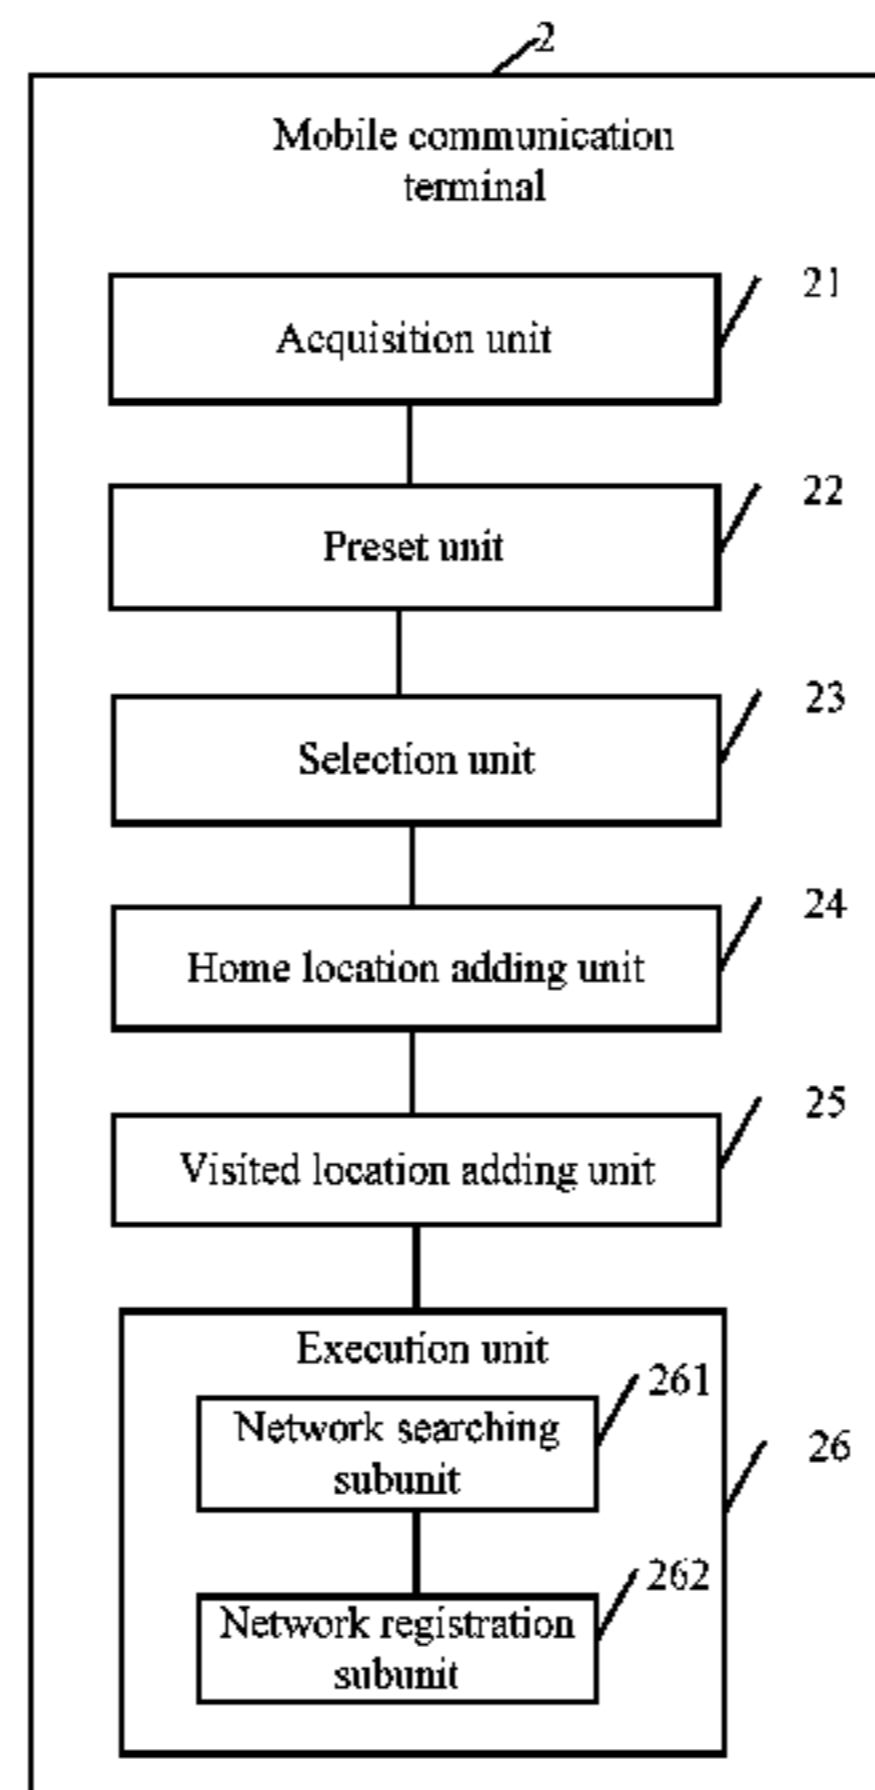 2
Mobile communication
terminal
21
Acquisition unit
22
Preset unit
23
Selection unit
24
Home location adding unit
25
Visited location adding unit
Execution unit
261
Network searching
subunit
26
262
Network registration
subunit